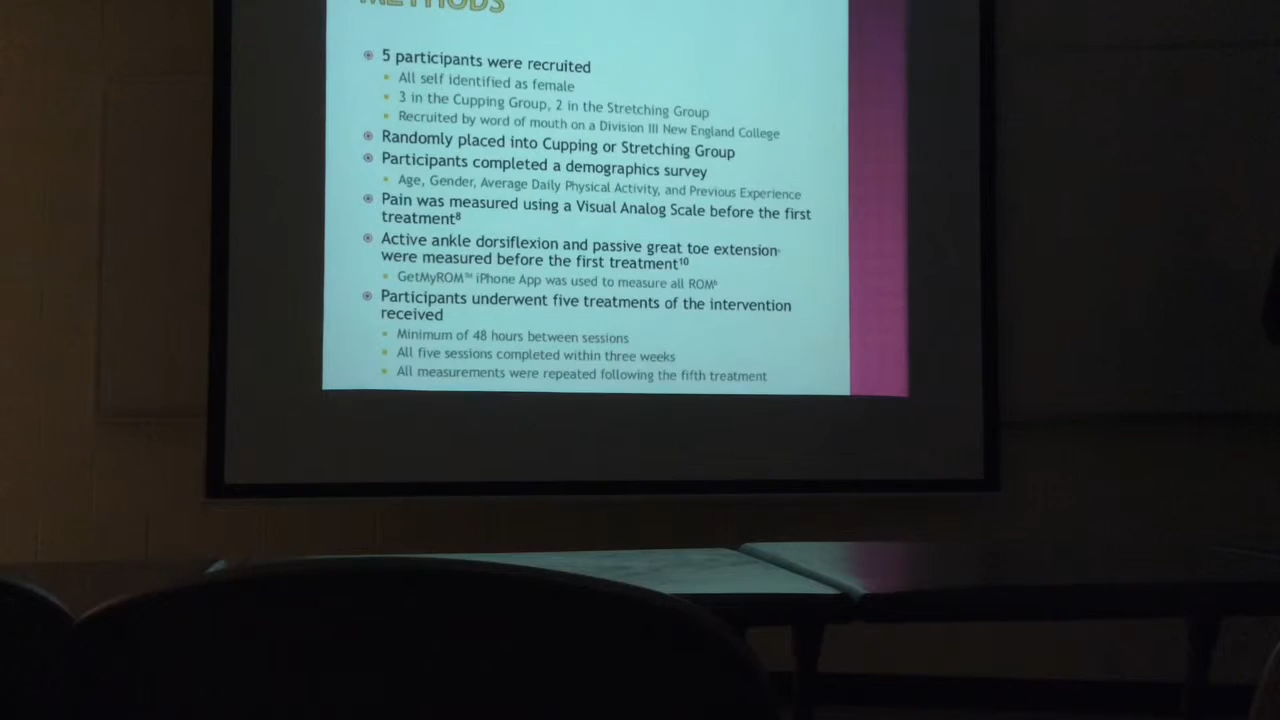 METHODS
5 participants were recruited
All self identified as female
3 in the Cupping Group, 2 in the Stretching Group
Recruited by word of mouth on a Division III New England College
Randomly placed into Cupping or Stretching Group
Participants completed a demographics survey
Age, Gender, Average Daily Physical Activity, and Previous Experience
Pain was measured using a Visual Analog Scale before the first
treatment⁸
Active ankle dorsiflexion and passive great toe extension
were measured before the first treatment¹⁰
GetMyROM℠ iPhone App was used to measure all ROM
Participants underwent five treatments of the intervention
received
Minimum of 48 hours between sessions
All five sessions completed within three weeks
All measurements were repeated following the fifth treatment